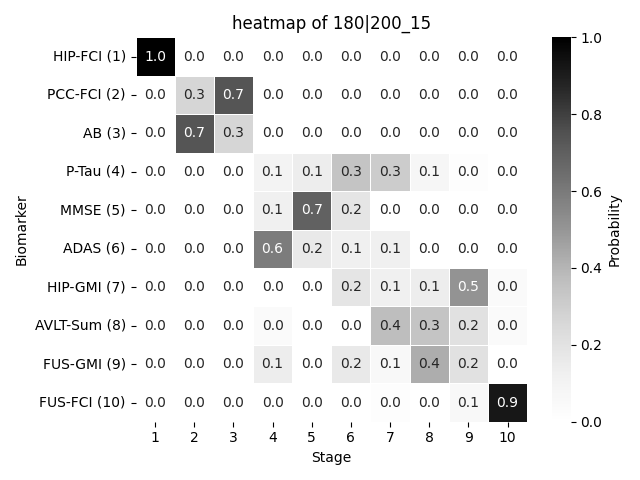 heatmap of 180|200_15
HIP-FCI (1) 1.0 0.0 0.0 0.0 0.0 0.0 0.0 0.0 0.0 0.0
PCC-FCI (2) 0.0 0.3 0.7 0.0 0.0 0.0 0.0 0.0 0.0 0.0
AB (3) 0.0 0.7 0.3 0.0 0.0 0.0 0.0 0.0 0.0 0.0
P-Tau (4) 0.0 0.0 0.0 0.1 0.1 0.3 0.3 0.1 0.0 0.0
MMSE (5) 0.0 0.0 0.0 0.1 0.7 0.2 0.0 0.0 0.0 0.0
ADAS (6) 0.0 0.0 0.0 0.6 0.2 0.1 0.1 0.0 0.0 0.0
HIP-GMI (7) 0.0 0.0 0.0 0.0 0.0 0.2 0.1 0.1 0.5 0.0
AVLT-Sum (8) 0.0 0.0 0.0 0.0 0.0 0.0 0.4 0.3 0.2 0.0
FUS-GMI (9) 0.0 0.0 0.0 0.1 0.0 0.2 0.1 0.4 0.2 0.0
FUS-FCI (10) 0.0 0.0 0.0 0.0 0.0 0.0 0.0 0.0 0.1 0.9
1 2 3 4 5 6 7 8 9 10
Stage
Biomarker
1.0
0.8
0.6
0.4
0.2
0.0
Probability